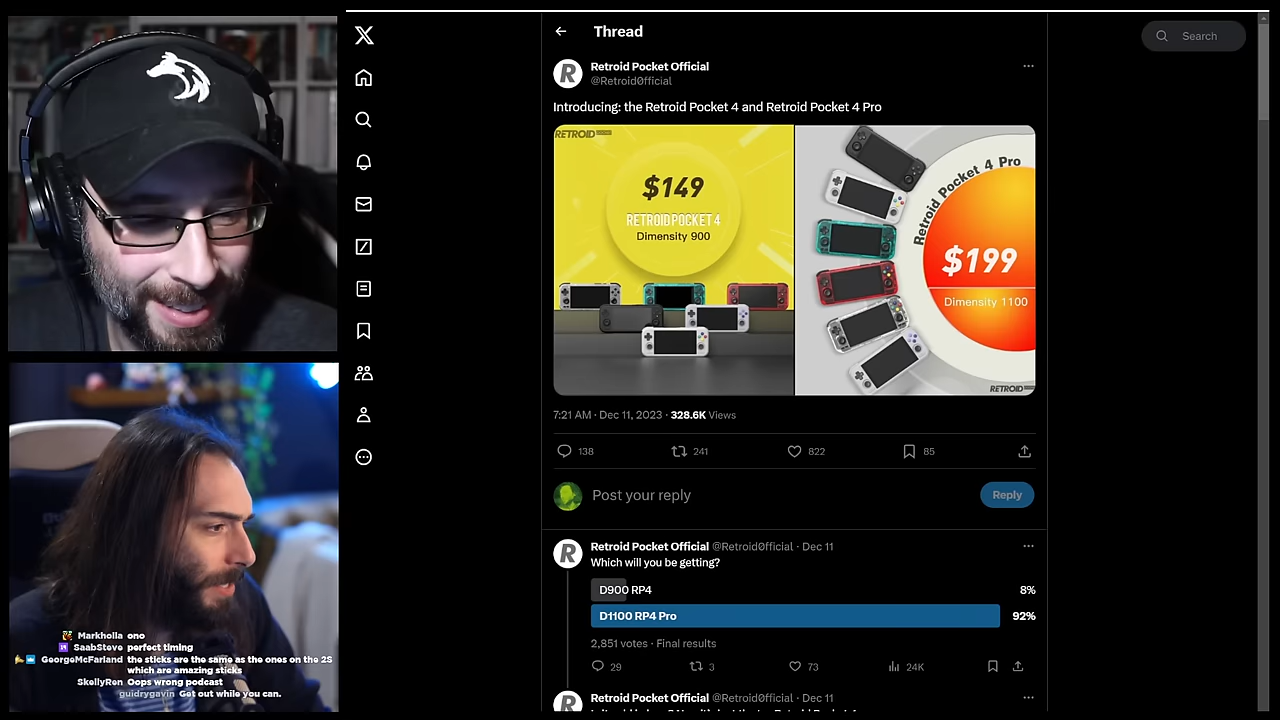 Thread
Search
Retroid Pocket Official
@Retroid0fficial
Introducing: the Retroid Pocket 4 and Retroid Pocket 4 Pro
RETROID
$149
RETROID POCKET 4
Dimensity 900
Retroid Pocket 4 Pro
$199
Dimensity 1100
RETROID
7:21 AM · Dec 11, 2023 · 328.6K Views
138 241 822 85
Post your reply
Reply
Retroid Pocket Official @Retroid0fficial · Dec 11
Which will you be getting?
D900 RP4 8%
D1100 RP4 Pro 92%
2,851 votes · Final results
29 3 73 24K
Retroid Pocket Official @Retroid0fficial · Dec 11
Markholla ono
SaabSteve perfect timing
GeorgeMcFarland the sticks are the same as the ones on the 2S
which are amazing sticks
SkellyRen Oops wrong podcast
guidrygavin Get out while you can.